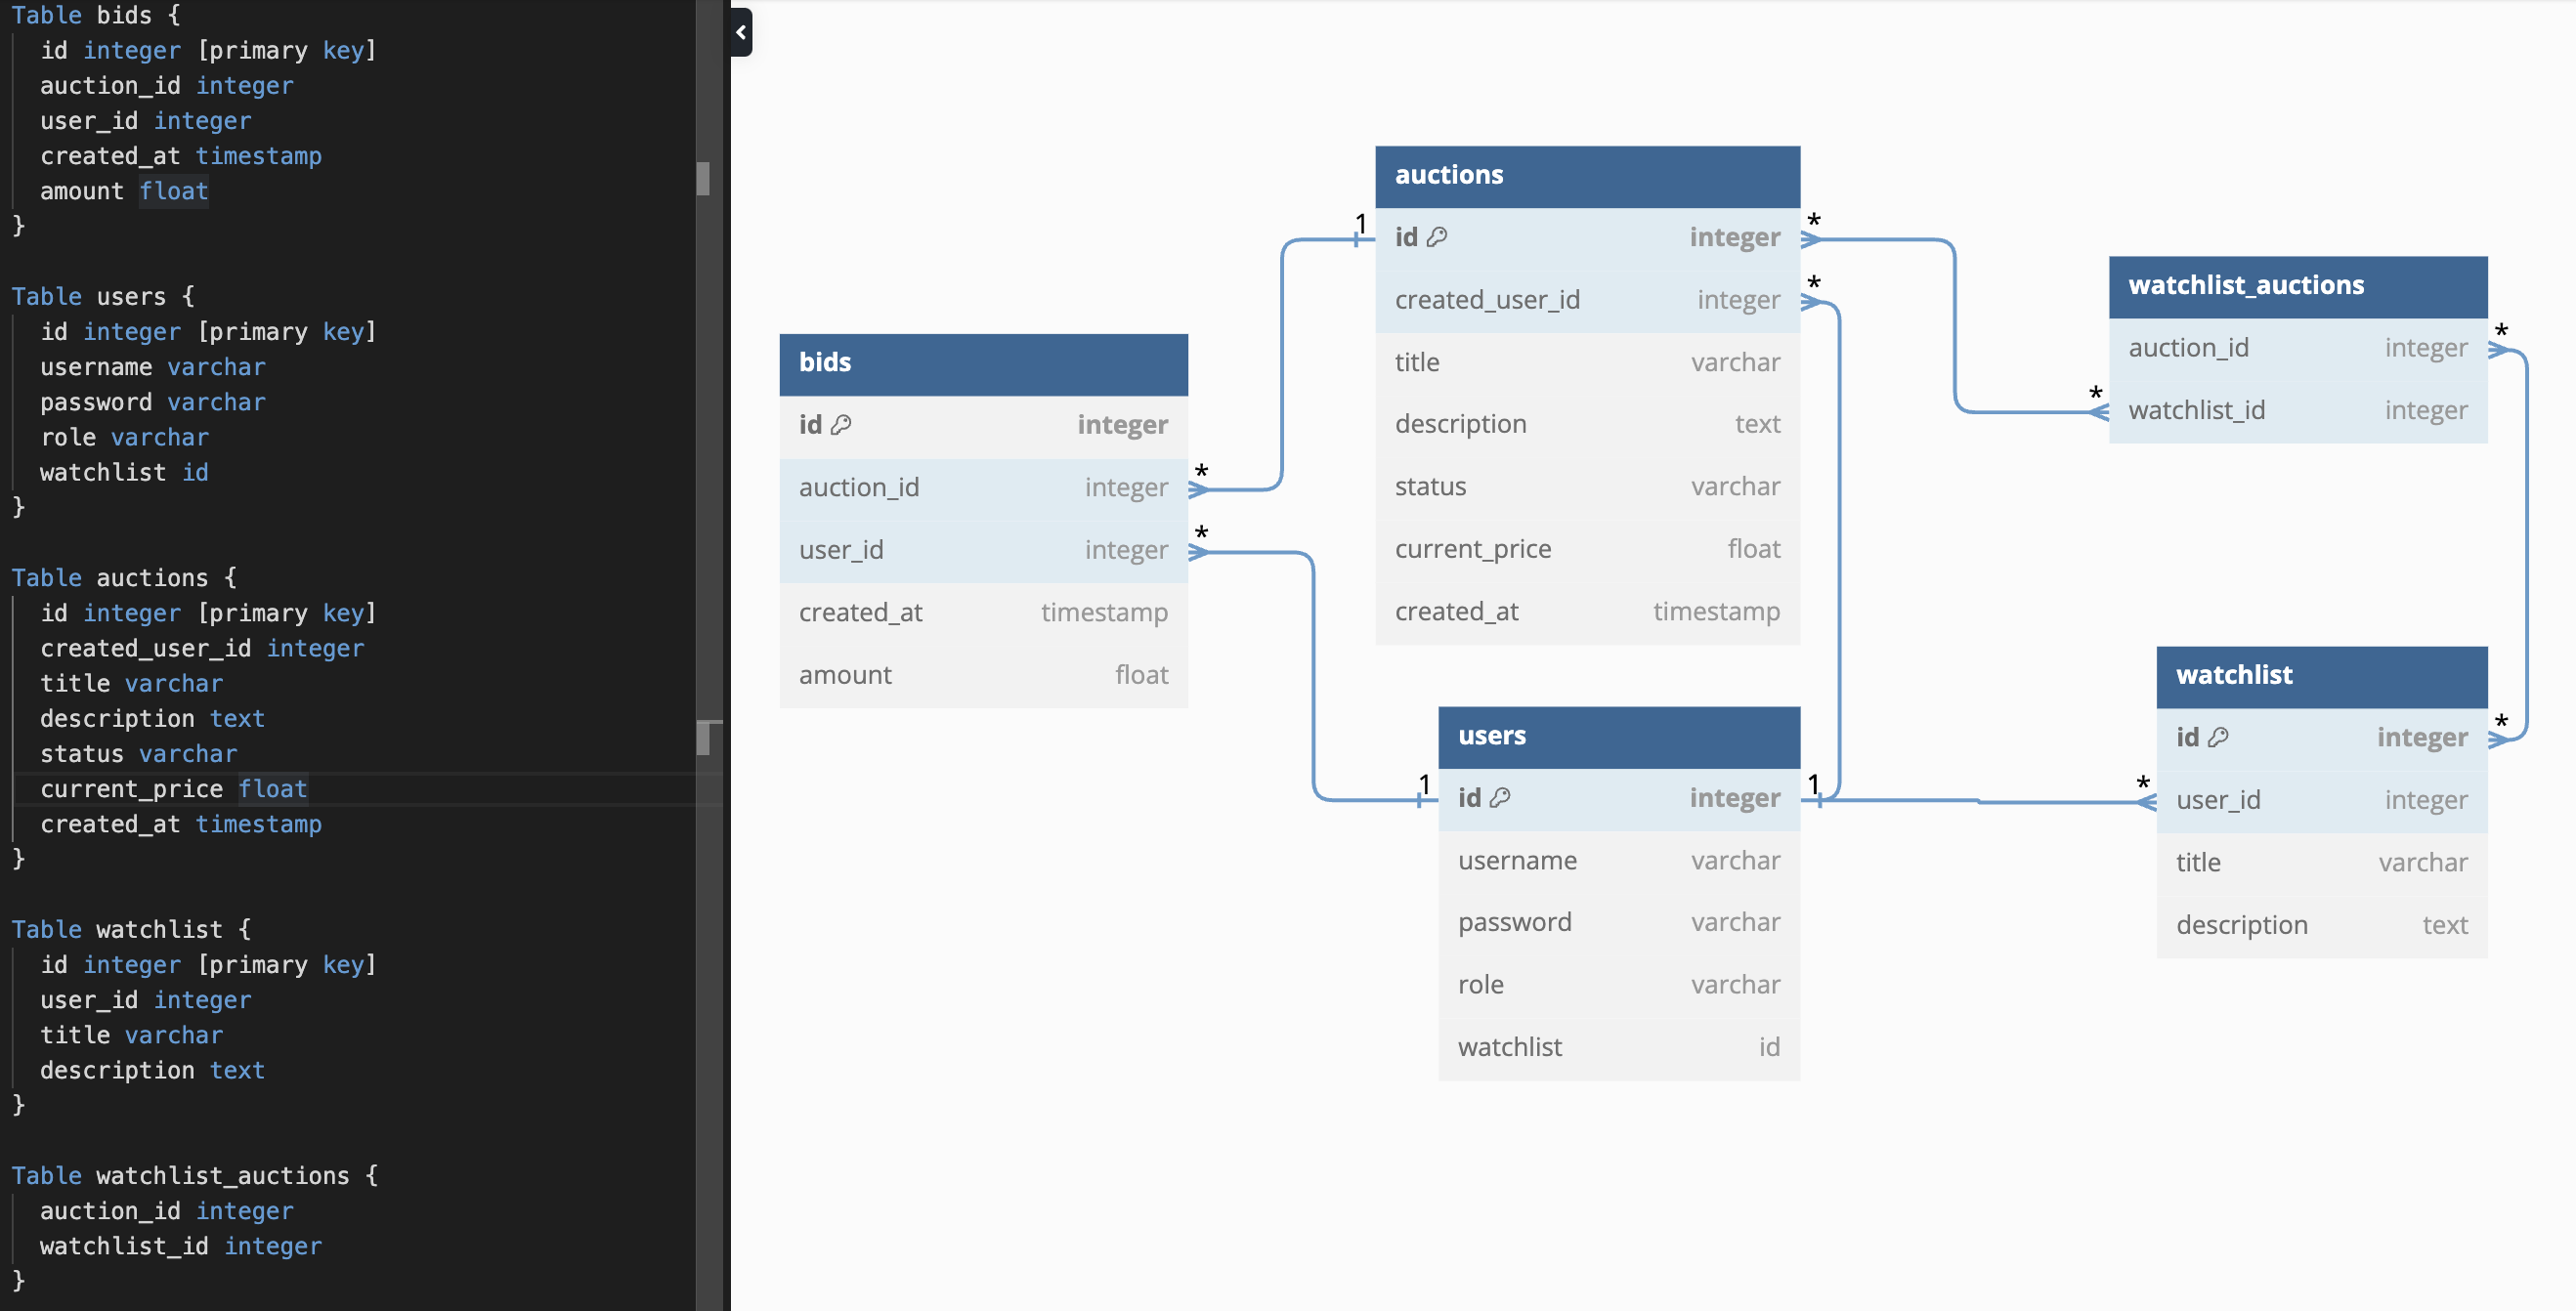 Table bids {
id integer [primary key]
auction_id integer
user_id integer
created_at timestamp
amount float
}
Table users {
id integer [primary key]
username varchar
password varchar
role varchar
watchlist id
}
Table auctions {
id integer [primary key]
created_user_id integer
title varchar
description text
status varchar
current_price float
created_at timestamp
}
Table watchlist {
id integer [primary key]
user_id integer
title varchar
description text
}
Table watchlist_auctions {
auction_id integer
watchlist_id integer
}
bids
id integer
auction_id integer *
user_id integer *
created_at timestamp
amount float
auctions
1 id integer *
created_user_id integer *
title varchar
description text
status varchar
current_price float
created_at timestamp
users
1 id integer 1
username varchar
password varchar
role varchar
watchlist id
watchlist_auctions
auction_id integer *
* watchlist_id integer
watchlist
id integer *
* user_id integer
title varchar
description text